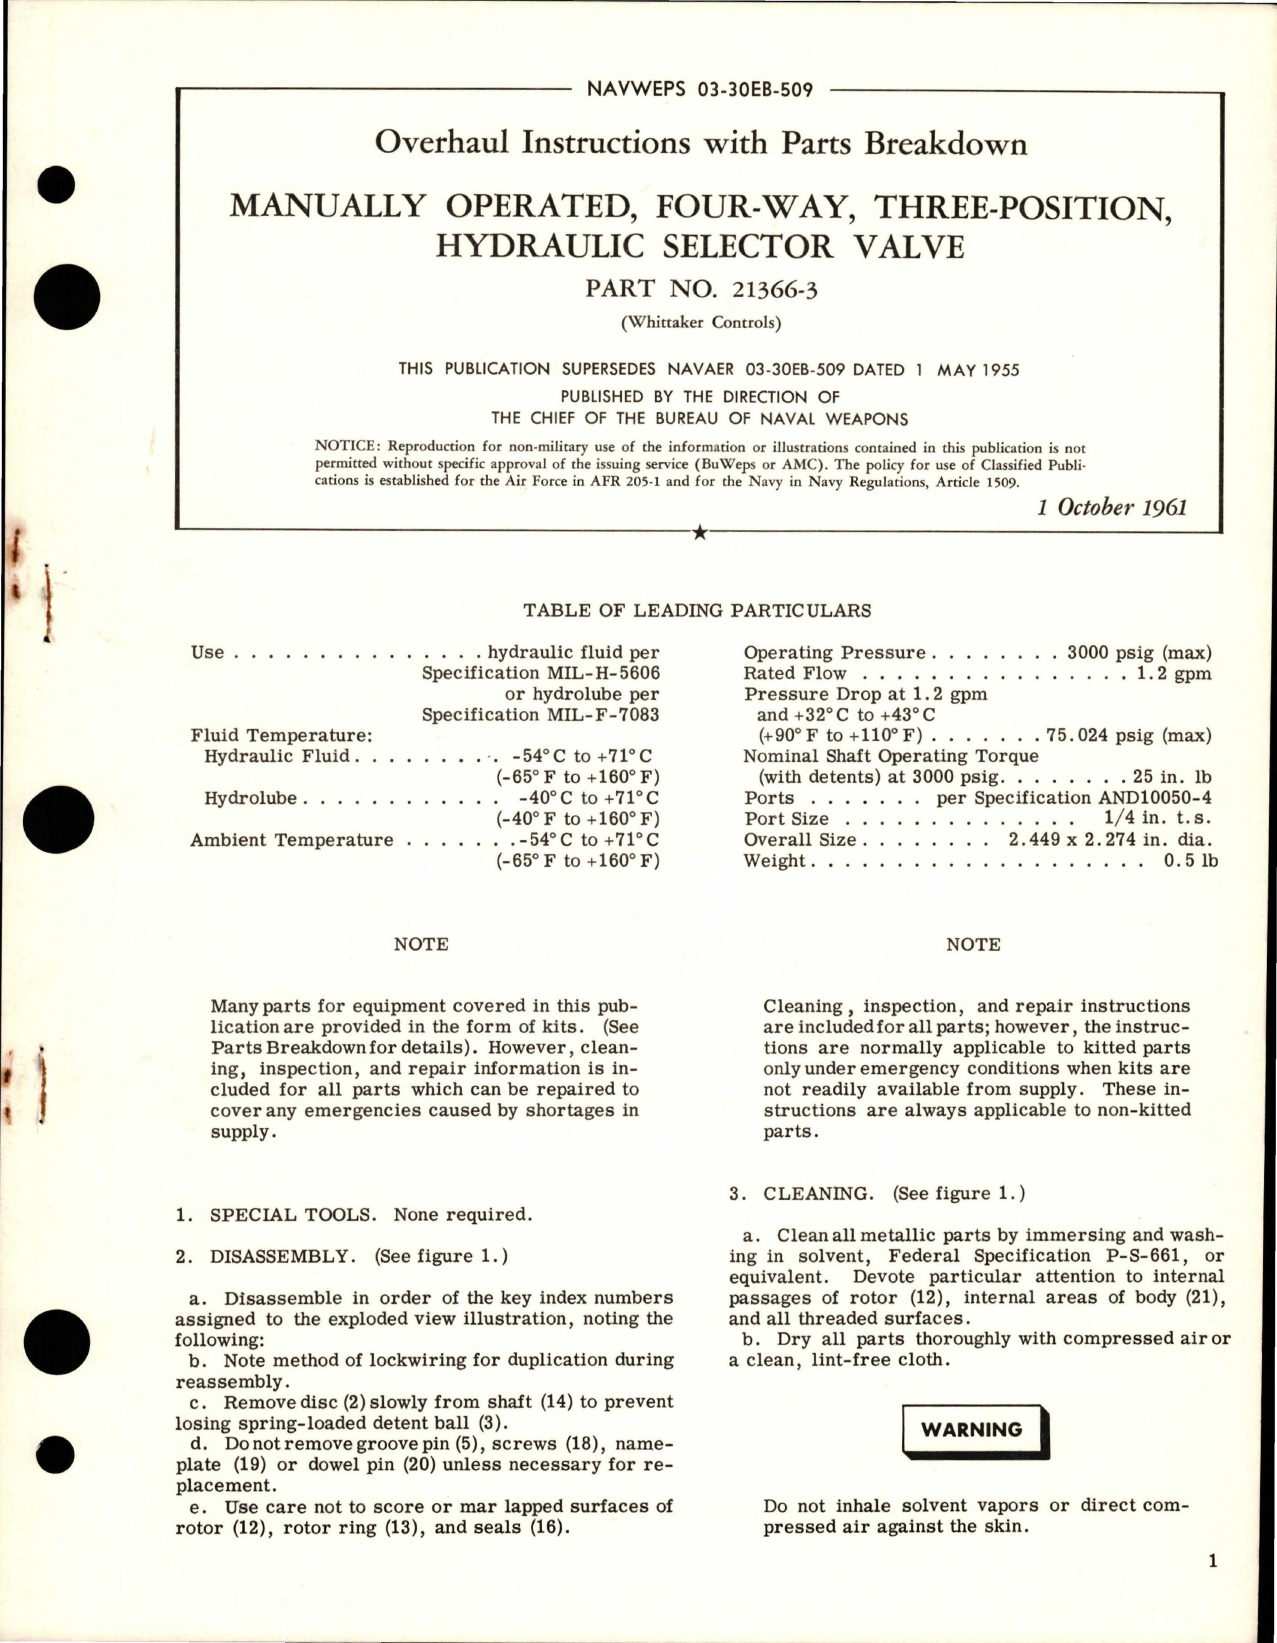 NAVWEPS 03-30EB-509
Overhaul Instructions with Parts Breakdown
MANUALLY OPERATED, FOUR-WAY, THREE-POSITION,
HYDRAULIC SELECTOR VALVE
PART NO. 21366-3
(Whittaker Controls)
THIS PUBLICATION SUPERSEDES NAVAER 03-30EB-509 DATED 1 MAY 1955
PUBLISHED BY THE DIRECTION OF
THE CHIEF OF THE BUREAU OF NAVAL WEAPONS
NOTICE: Reproduction for non-military use of the information or illustrations contained in this publication is not
permitted without specific approval of the issuing service (BuWeps or AMC). The policy for use of Classified Publi-
cations is established for the Air Force in AFR 205-1 and for the Navy in Navy Regulations, Article 1509.
1 October 1961
TABLE OF LEADING PARTICULARS
Use . . . . . . . . . . . . . . . hydraulic fluid per
Specification MIL-H-5606
or hydrolube per
Specification MIL-F-7083
Fluid Temperature:
Hydraulic Fluid . . . . . . . . . -54°C to +71°C
(-65°F to +160°F)
Hydrolube . . . . . . . . . . . . -40°C to +71°C
(-40°F to +160°F)
Ambient Temperature . . . . . . . -54°C to +71°C
(-65°F to +160°F)
Operating Pressure . . . . . . . . 3000 psig (max)
Rated Flow . . . . . . . . . . . . . . . . 1.2 gpm
Pressure Drop at 1.2 gpm
and +32°C to +43°C
(+90°F to +110°F) . . . . . . . 75.024 psig (max)
Nominal Shaft Operating Torque
(with detents) at 3000 psig . . . . . . . . 25 in. lb
Ports . . . . . . . per Specification AND10050-4
Port Size . . . . . . . . . . . . . . 1/4 in. t.s.
Overall Size . . . . . . . . 2.449 x 2.274 in. dia.
Weight . . . . . . . . . . . . . . . . . . . . 0.5 lb
NOTE
Many parts for equipment covered in this pub-
lication are provided in the form of kits. (See
Parts Breakdown for details). However, clean-
ing, inspection, and repair information is in-
cluded for all parts which can be repaired to
cover any emergencies caused by shortages in
supply.
1. SPECIAL TOOLS. None required.
2. DISASSEMBLY. (See figure 1.)
a. Disassemble in order of the key index numbers
assigned to the exploded view illustration, noting the
following:
b. Note method of lockwiring for duplication during
reassembly.
c. Remove disc (2) slowly from shaft (14) to prevent
losing spring-loaded detent ball (3).
d. Do not remove groove pin (5), screws (18), name-
plate (19) or dowel pin (20) unless necessary for re-
placement.
e. Use care not to score or mar lapped surfaces of
rotor (12), rotor ring (13), and seals (16).
NOTE
Cleaning, inspection, and repair instructions
are included for all parts; however, the instruc-
tions are normally applicable to kitted parts
only under emergency conditions when kits are
not readily available from supply. These in-
structions are always applicable to non-kitted
parts.
3. CLEANING. (See figure 1.)
a. Clean all metallic parts by immersing and wash-
ing in solvent, Federal Specification P-S-661, or
equivalent. Devote particular attention to internal
passages of rotor (12), internal areas of body (21),
and all threaded surfaces.
b. Dry all parts thoroughly with compressed air or
a clean, lint-free cloth.
WARNING
Do not inhale solvent vapors or direct com-
pressed air against the skin.
1